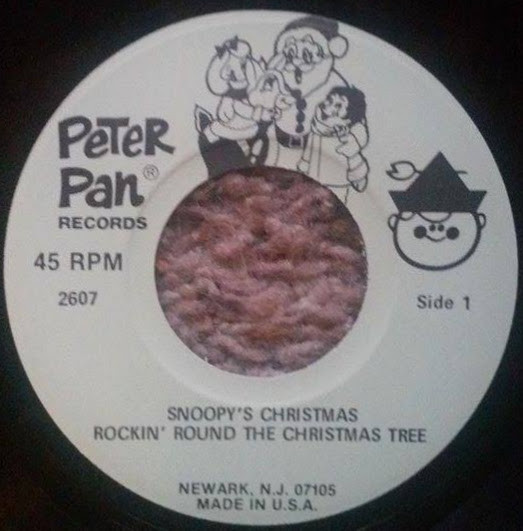 PETER
Pan®
RECORDS
45 RPM
2607
Side 1
SNOOPY'S CHRISTMAS
ROCKIN' ROUND THE CHRISTMAS TREE
NEWARK, N.J. 07105
MADE IN U.S.A.